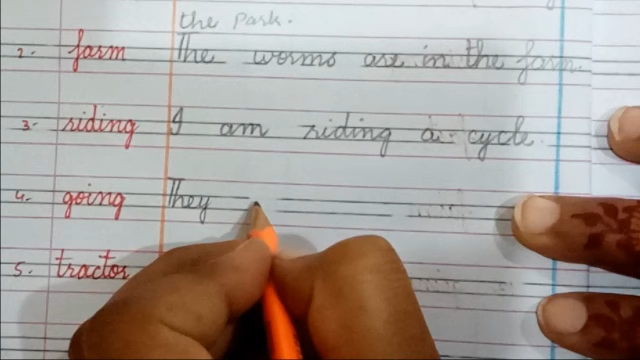 the park.
2. farm The worms are in the farm.
3. riding I am riding a cycle.
4. going They
5. tractor